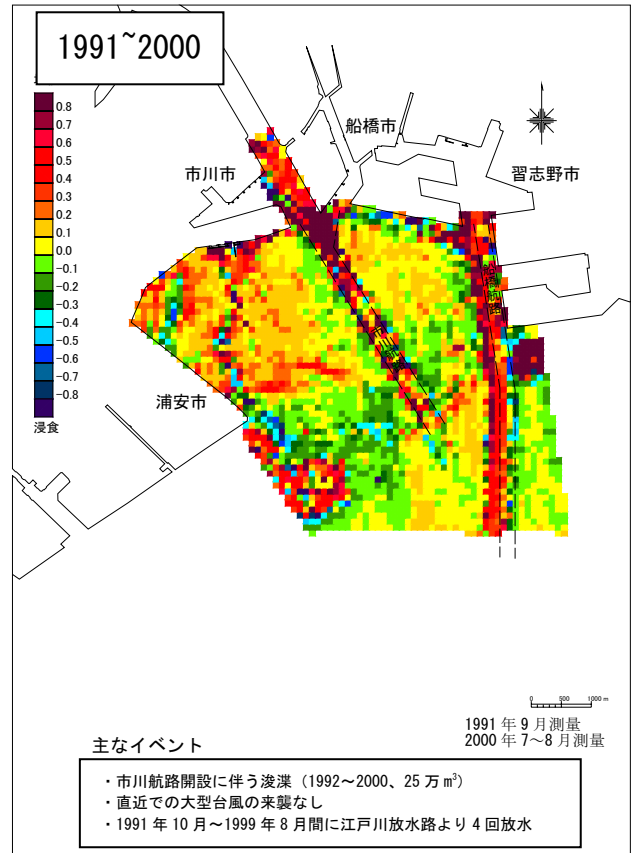 1991~2000
0.8
0.7
0.6
0.5
0.4
0.3
0.2
0.1
0.0
−0.1
−0.2
−0.3
−0.4
−0.5
−0.6
−0.7
−0.8
浸食
船橋市
市川市
習志野市
浦安市
0 500 1000 m
1991 年 9 月測量
2000 年 7～8 月測量
主なイベント
・市川航路開設に伴う浚渫（1992～2000、25 万㎥）
・直近での大型台風の来襲なし
・1991 年 10 月～1999 年 8 月間に江戸川放水路より 4 回放水